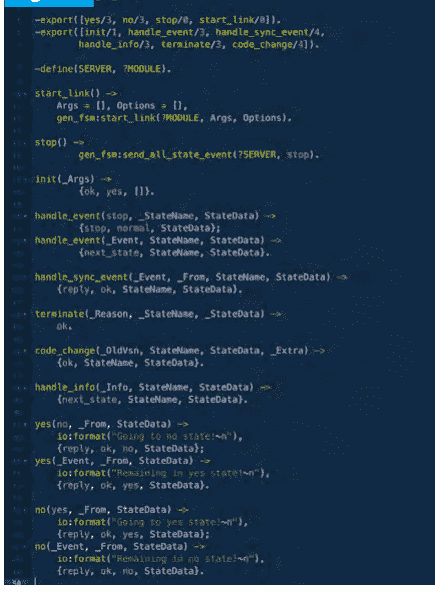 -export([yes/3, no/3, stop/0, start_link/0]).
-export([init/1, handle_event/3, handle_sync_event/4,
handle_info/3, terminate/3, code_change/4]).
-define(SERVER, ?MODULE).
start_link() ->
Args = [], Options = [],
gen_fsm:start_link(?MODULE, Args, Options).
stop() ->
gen_fsm:send_all_state_event(?SERVER, stop).
init(_Args) ->
{ok, yes, []}.
handle_event(stop, _StateName, StateData) ->
{stop, normal, StateData};
handle_event(_Event, StateName, StateData) ->
{next_state, StateName, StateData}.
handle_sync_event(_Event, _From, StateName, StateData) ->
{reply, ok, StateName, StateData}.
terminate(_Reason, _StateName, _StateData) ->
ok.
code_change(_OldVsn, StateName, StateData, _Extra) ->
{ok, StateName, StateData}.
handle_info(_Info, StateName, StateData) ->
{next_state, StateName, StateData}.
yes(no, _From, StateData) ->
io:format("Going to no state!~n"),
{reply, ok, no, StateData};
yes(_Event, _From, StateData) ->
io:format("Remaining in yes state!~n"),
{reply, ok, yes, StateData}.
no(yes, _From, StateData) ->
io:format("Going to yes state!~n"),
{reply, ok, yes, StateData};
no(_Event, _From, StateData) ->
io:format("Remaining in no state!~n"),
{reply, ok, no, StateData}.